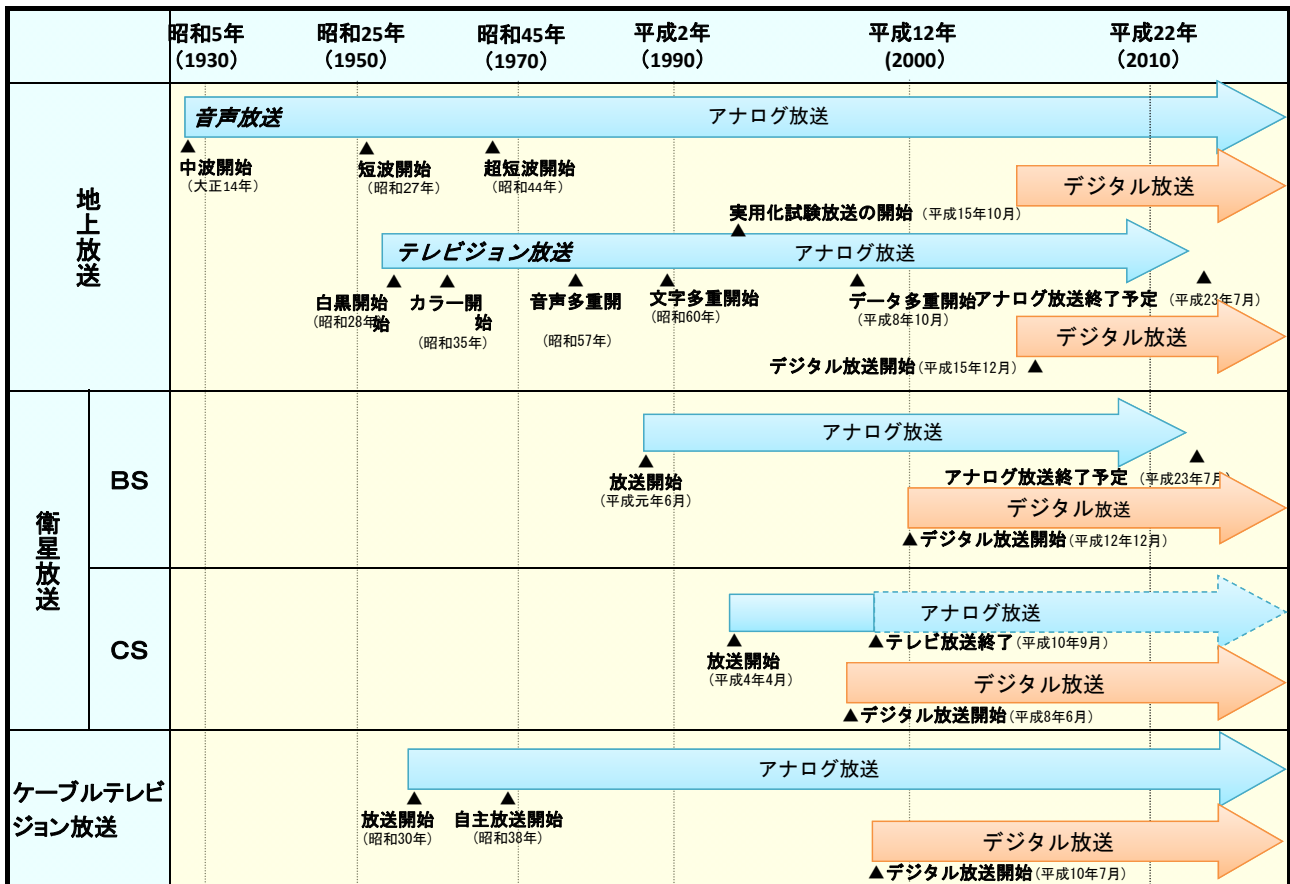 昭和5年 昭和25年 昭和45年 平成2年 平成12年 平成22年
（1930） （1950） （1970） （1990） (2000) （2010）
地上放送
音声放送 アナログ放送
▲ ▲ ▲
中波開始 短波開始 超短波開始
（大正14年） （昭和27年） （昭和44年）
デジタル放送
実用化試験放送の開始（平成15年10月）
▲
テレビジョン放送 アナログ放送
▲ ▲ ▲ ▲ ▲ ▲
白黒開始 カラー開 音声多重開 文字多重開始 データ多重開始 アナログ放送終了予定（平成23年7月）
（昭和28年） 始 始 （昭和60年） （平成8年10月）
（昭和35年） （昭和57年）
デジタル放送
デジタル放送開始（平成15年12月）▲
衛星放送
BS
アナログ放送
▲ ▲
放送開始 アナログ放送終了予定（平成23年7月）
（平成元年6月）
デジタル放送
▲デジタル放送開始（平成12年12月）
CS
アナログ放送
▲ ▲テレビ放送終了（平成10年9月）
放送開始
（平成4年4月）
デジタル放送
▲デジタル放送開始（平成8年6月）
ケーブルテレビ
ジョン放送
アナログ放送
▲ ▲
放送開始 自主放送開始
（昭和30年） （昭和38年）
デジタル放送
▲デジタル放送開始（平成10年7月）